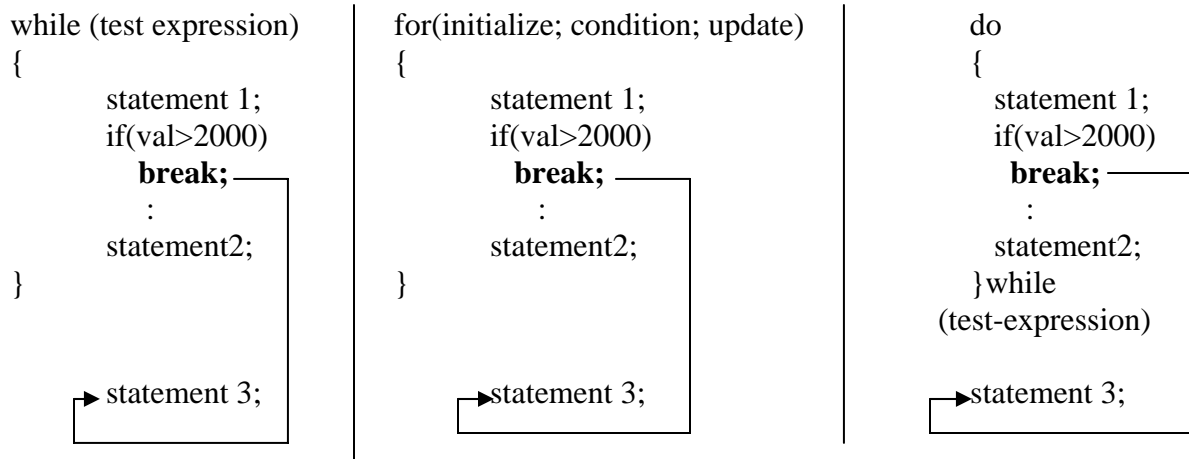 while (test expression)
{
statement 1;
if(val>2000)
break;
:
statement2;
}
statement 3;
for(initialize; condition; update)
{
statement 1;
if(val>2000)
break;
:
statement2;
}
statement 3;
do
{
statement 1;
if(val>2000)
break;
:
statement2;
}while
(test-expression)
statement 3;